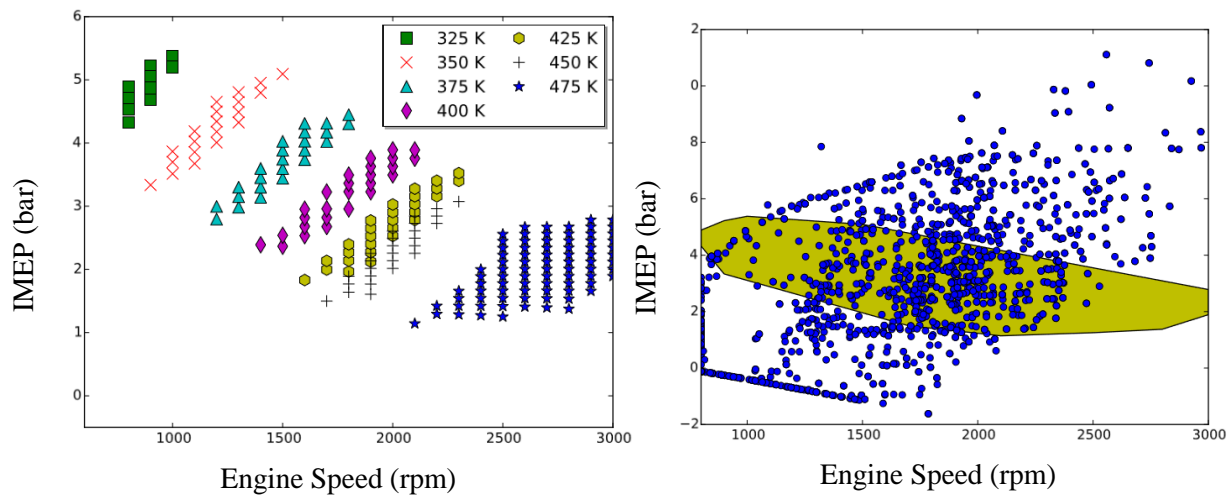 6
5
4
3
2
1
0
IMEP (bar)
325 K
350 K
375 K
400 K
425 K
450 K
475 K
1000 1500 2000 2500 3000
Engine Speed (rpm)
2
0
8
6
4
2
0
−2
IMEP (bar)
1000 1500 2000 2500 3000
Engine Speed (rpm)